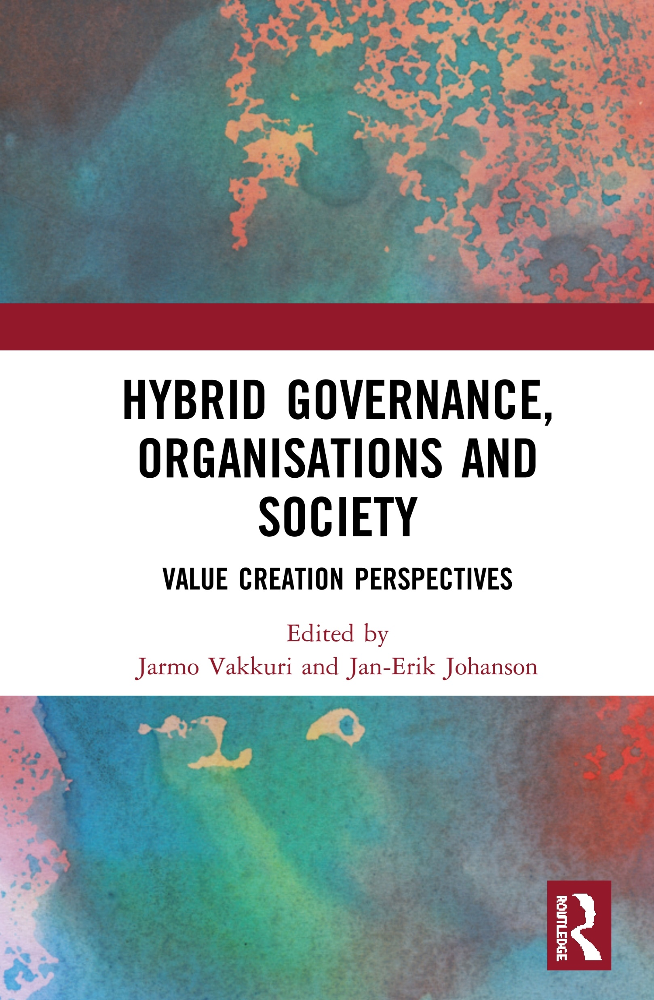 HYBRID GOVERNANCE,
ORGANISATIONS AND
SOCIETY
VALUE CREATION PERSPECTIVES
Edited by
Jarmo Vakkuri and Jan-Erik Johanson
ROUTLEDGE